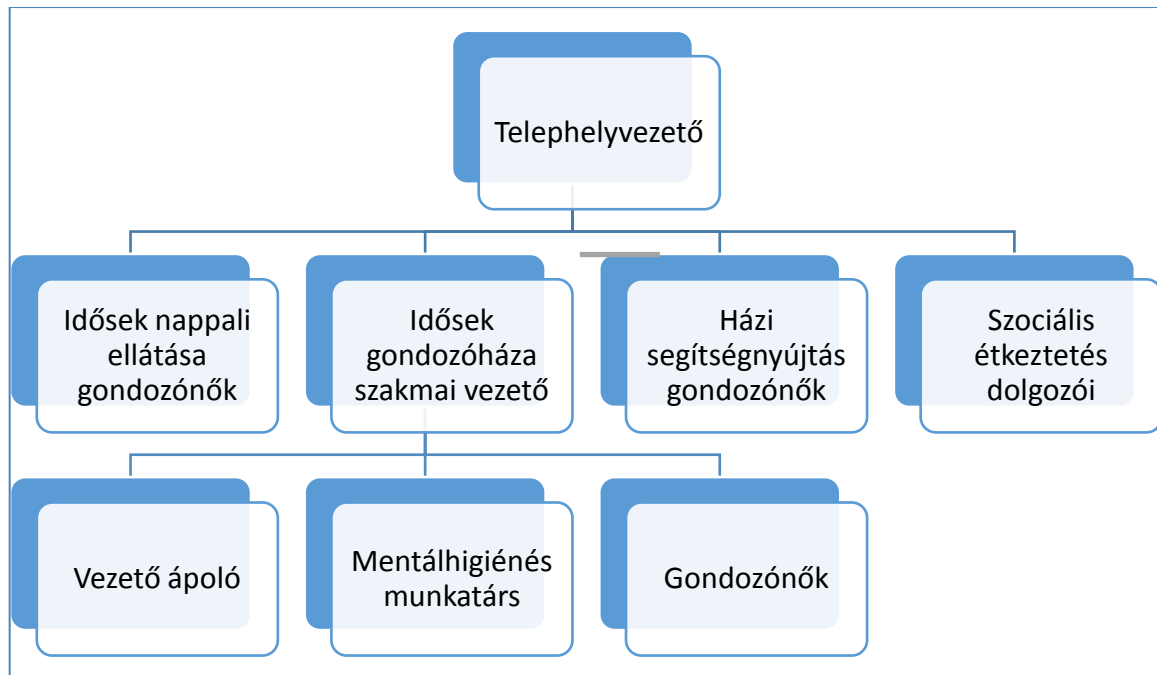 Telephelyvezető
Idősek nappali
ellátása
gondozónők
Idősek
gondozóháza
szakmai vezető
Házi
segítségnyújtás
gondozónők
Szociális
étkeztetés
dolgozói
Vezető ápoló
Mentálhigiénés
munkatárs
Gondozónők